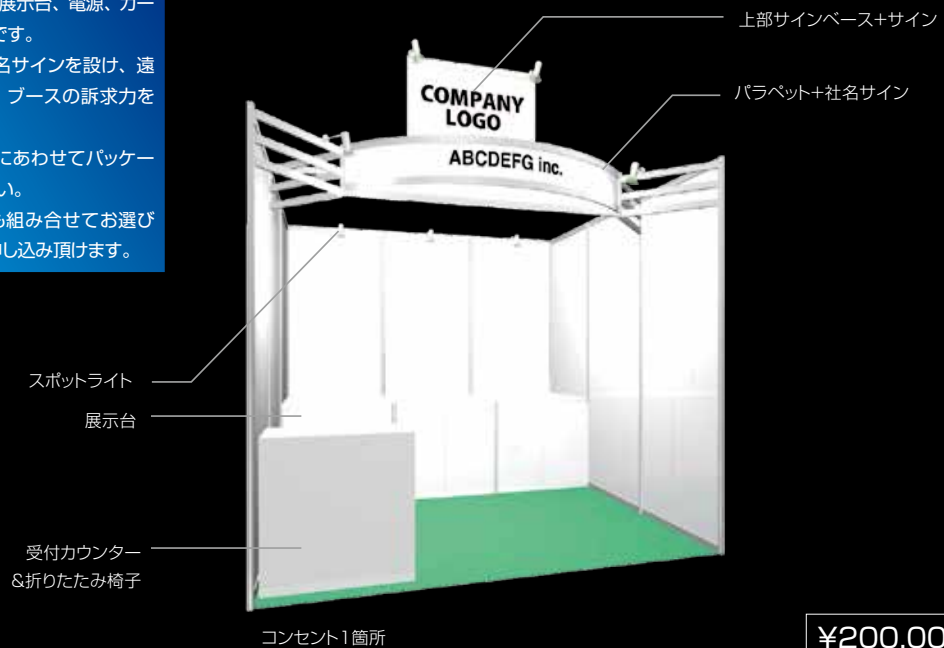 展示台、電源、カー
です。
名サインを設け、遠
ブースの訴求力を
にあわせてパッケー
い。
も組み合せてお選び
し込み頂けます。
上部サインベース+サイン
COMPANY
LOGO
パラペット+社名サイン
ABCDEFG inc.
スポットライト
展示台
受付カウンター
&折りたたみ椅子
コンセント1箇所
¥200,00